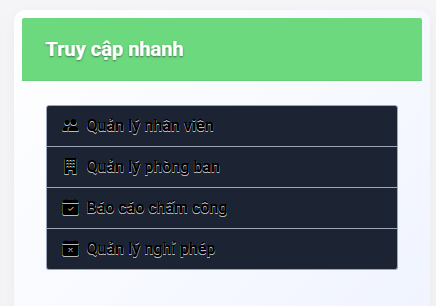 Truy cập nhanh
Quản lý nhân viên
Quản lý phòng ban
Báo cáo chấm công
Quản lý nghỉ phép